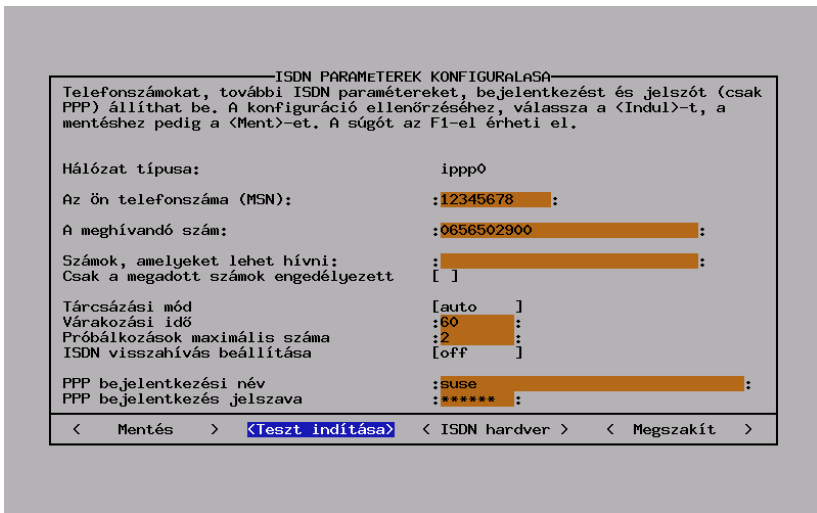 ISDN PARAMETEREK KONFIGURALASA
Telefonszámokat, további ISDN paramétereket, bejelentkezést és jelszót (csak
PPP) állíthat be. A konfiguráció ellenőrzéséhez, válassza a <Indul>-t, a
mentéshez pedig a <Ment>-et. A súgót az F1-el érheti el.
Hálózat típusa: ippp0
Az ön telefonszáma (MSN): :12345678 :
A meghívandó szám: :0656502900 :
Számok, amelyeket lehet hívni: : :
Csak a megadott számok engedélyezett [ ]
Tárcsázási mód [auto ]
Várakozási idő :60 :
Próbálkozások maximális száma :2 :
ISDN visszahívás beállítása [off ]
PPP bejelentkezési név :suse :
PPP bejelentkezés jelszava :****** :
< Mentés > <Teszt indítása> < ISDN hardver > < Megszakít >